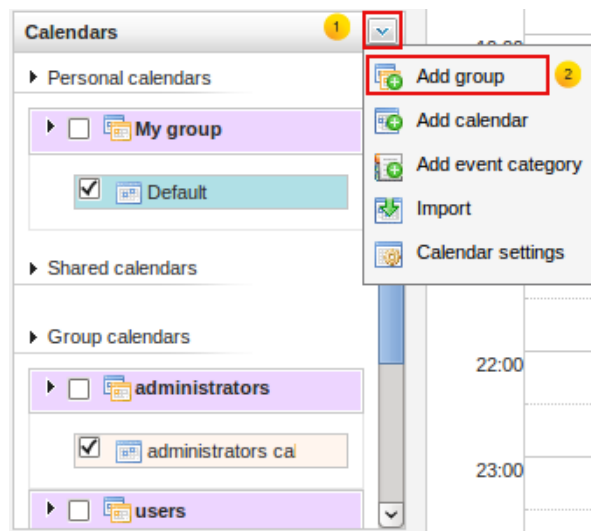 Calendars
1
Personal calendars
My group
Default
Shared calendars
Group calendars
administrators
administrators ca
users
Add group
2
Add calendar
Add event category
Import
Calendar settings
22:00
23:00